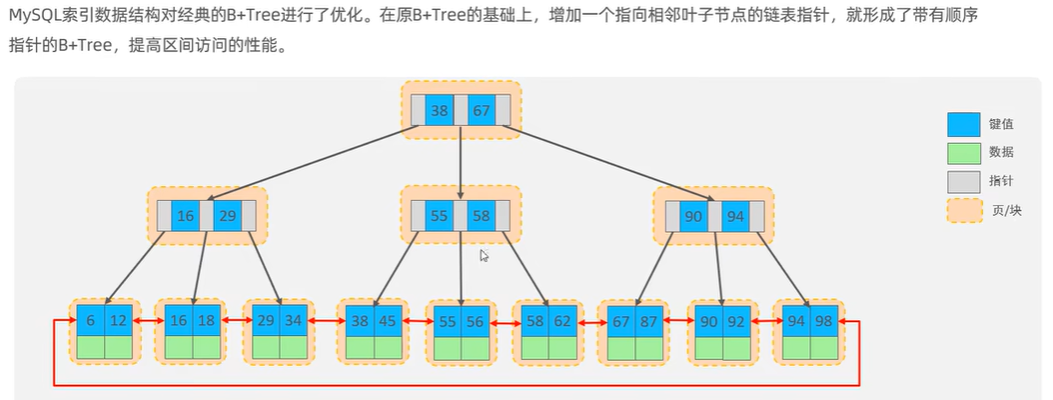 MySQL索引数据结构对经典的B+Tree进行了优化。在原B+Tree的基础上，增加一个指向相邻叶子节点的链表指针，就形成了带有顺序
指针的B+Tree，提高区间访问的性能。
38 67
键值
数据
指针
页/块
16 29
55 58
90 94
6 12 16 18 29 34 38 45 55 56 58 62 67 87 90 92 94 98